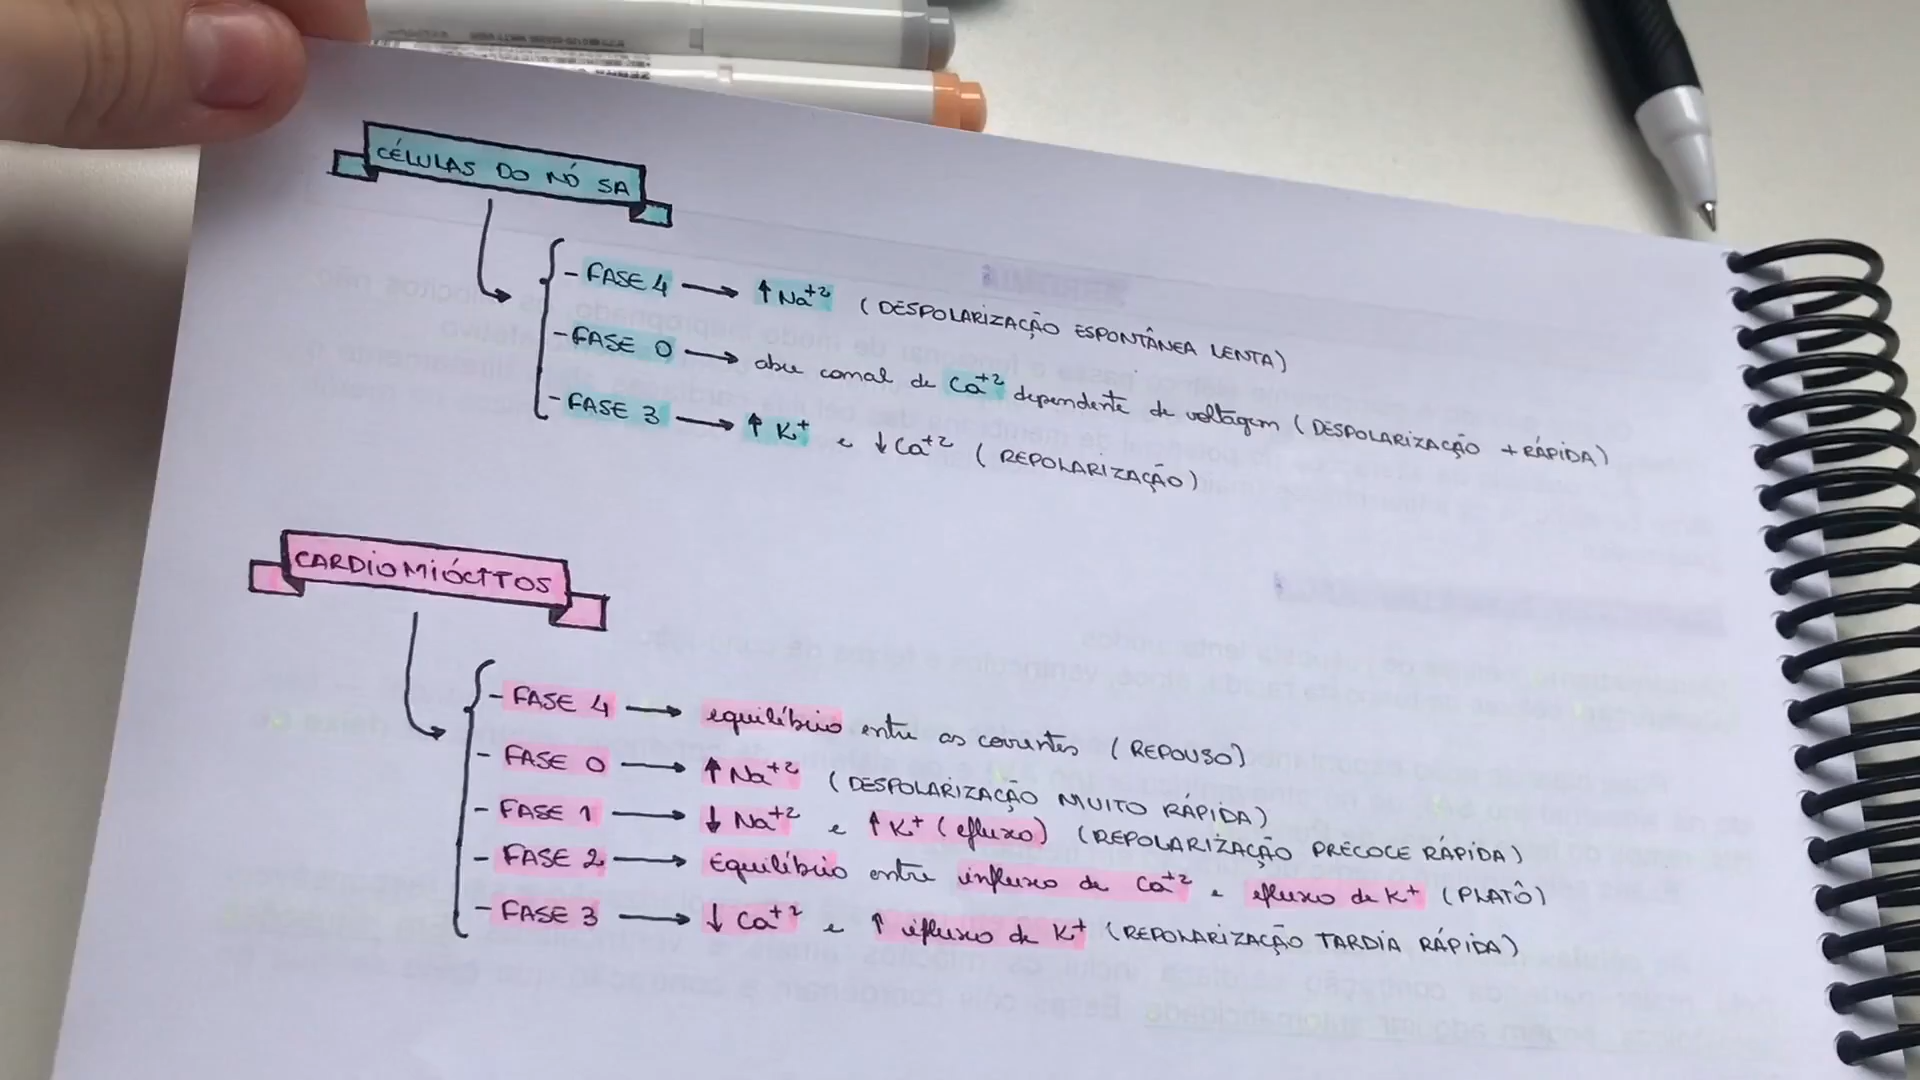 CÉLULAS DO NÓ SA
- FASE 4 → ↑ Na+2 (DESPOLARIZAÇÃO ESPONTÂNEA LENTA)
- FASE 0 → abre canal de Ca+2 dependente de voltagem (DESPOLARIZAÇÃO + RÁPIDA)
- FASE 3 → ↑ K+ e ↓ Ca+2 (REPOLARIZAÇÃO)
CARDIOMIÓCITOS
- FASE 4 → equilíbrio entre as correntes (REPOUSO)
- FASE 0 → ↑ Na+2 (DESPOLARIZAÇÃO MUITO RÁPIDA)
- FASE 1 → ↓ Na+2 e ↑ K+ (efluxo) (REPOLARIZAÇÃO PRECOCE RÁPIDA)
- FASE 2 → Equilíbrio entre influxo de Ca+2 e efluxo de K+ (PLATÔ)
- FASE 3 → ↓ Ca+2 e ↑ efluxo de K+ (REPOLARIZAÇÃO TARDIA RÁPIDA)